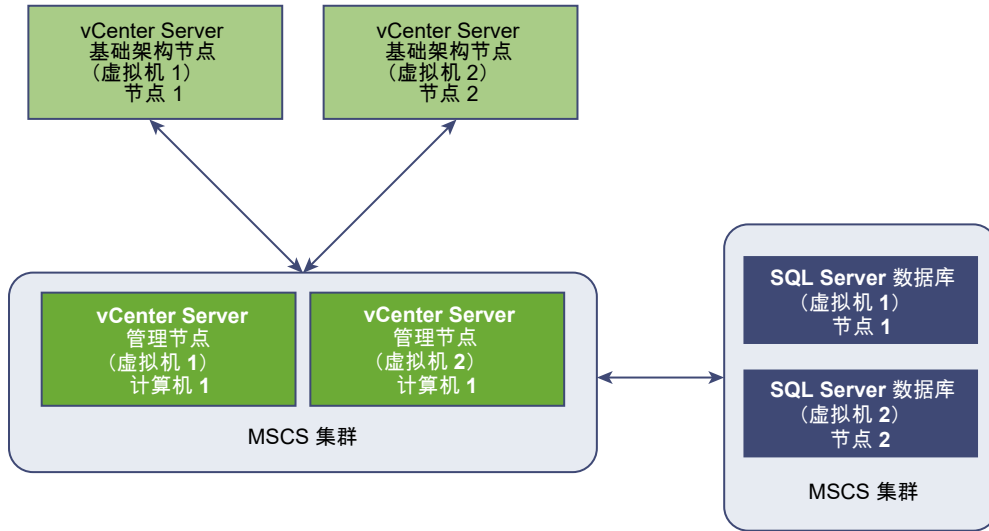 vCenter Server
基础架构节点
（虚拟机 1）
节点 1
vCenter Server
基础架构节点
（虚拟机 2）
节点 2
vCenter Server
管理节点
（虚拟机 1）
计算机 1
vCenter Server
管理节点
（虚拟机 2）
计算机 1
MSCS 集群
SQL Server 数据库
（虚拟机 1）
节点 1
SQL Server 数据库
（虚拟机 2）
节点 2
MSCS 集群